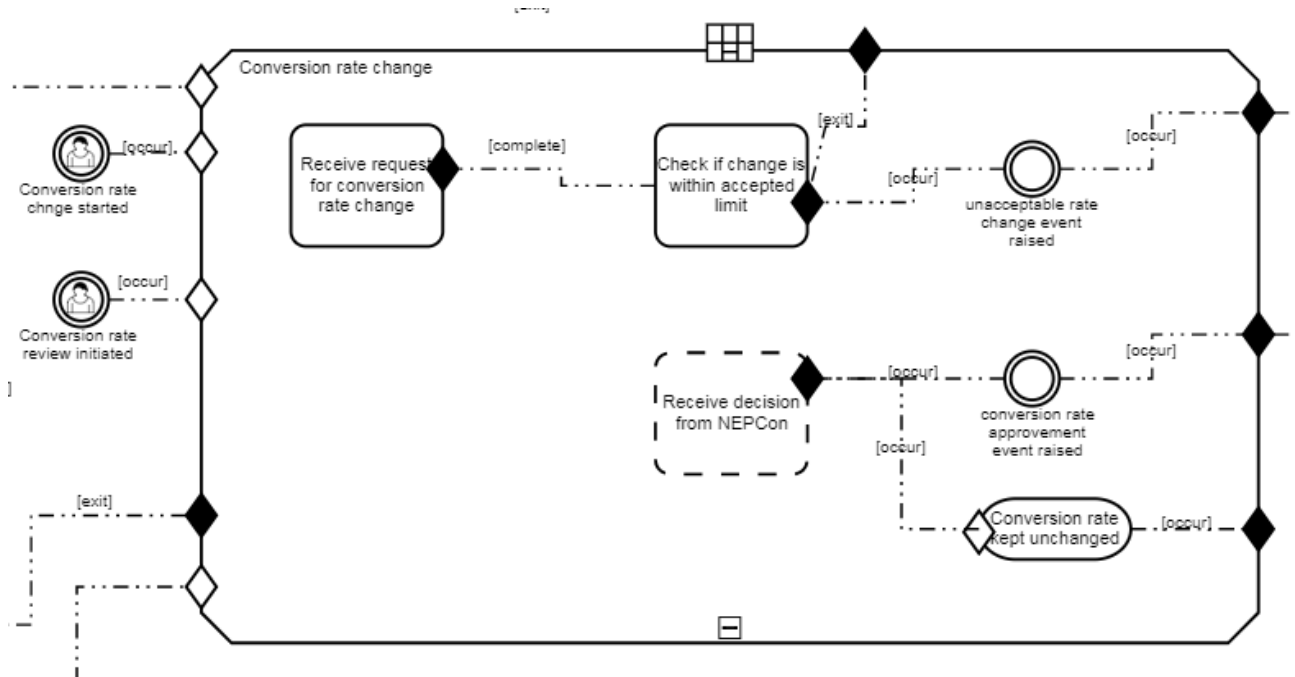 Conversion rate change
[occur]
Conversion rate
chnge started
Receive request
for conversion
rate change
[complete]
Check if change is
within accepted
limit
[exit]
[occur]
[occur]
unacceptable rate
change event
raised
[occur]
Conversion rate
review initiated
Receive decision
from NEPCon
[occur]
[occur]
[occur]
conversion rate
approvement
event raised
Conversion rate
kept unchanged
[occur]
[exit]